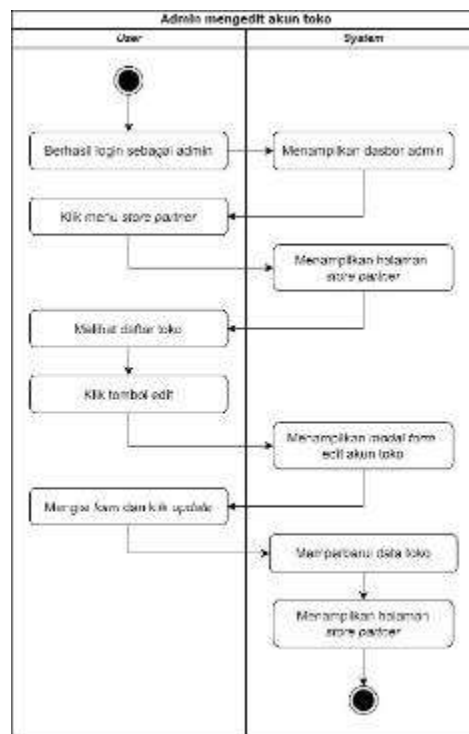 Admin mengedit akun toko
User
System
Berhasil login sebagai admin
Menampilkan dasbor admin
Klik menu store partner
Menampilkan halaman
store partner
Melihat daftar toko
Klik tombol edit
Menampilkan modal form
edit akun toko
Mengisi form dan klik update
Memperbarui data toko
Menampilkan halaman
store partner